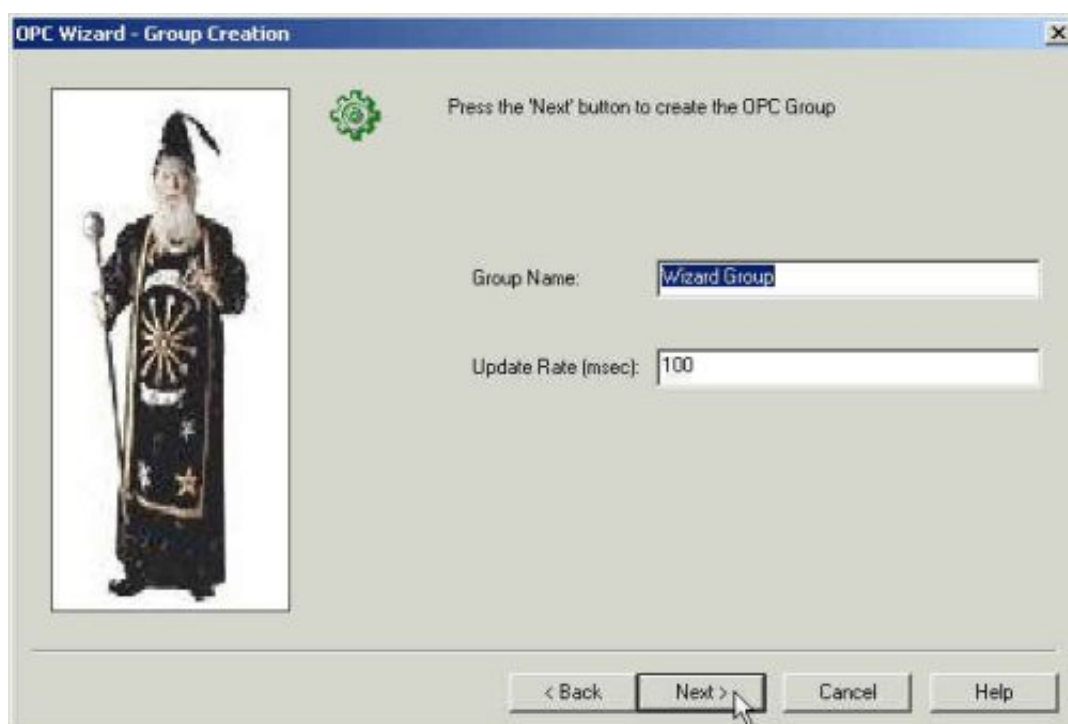 OPC Wizard - Group Creation
Press the 'Next' button to create the OPC Group
Group Name: Wizard Group
Update Rate (msec): 100
< Back Next > Cancel Help